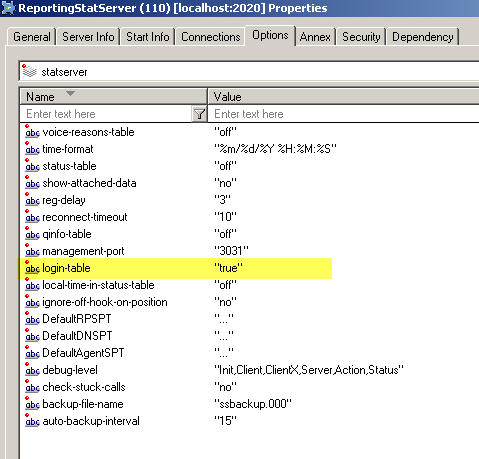 ReportingStatServer (110) [localhost:2020] Properties
General Server Info Start Info Connections Options Annex Security Dependency
statserver
Name Value
Enter text here Enter text here
abc voice-reasons-table "off"
abc time-format "%m/%d/%Y %H:%M:%S"
abc status-table "off"
abc show-attached-data "no"
abc reg-delay "3"
abc reconnect-timeout "10"
abc qinfo-table "off"
abc management-port "3031"
abc login-table "true"
abc local-time-in-status-table "off"
abc ignore-off-hook-on-position "no"
abc DefaultRPSPT "..."
abc DefaultDNSPT "..."
abc DefaultAgentSPT "..."
abc debug-level "Init,Client,ClientX,Server,Action,Status"
abc check-stuck-calls "no"
abc backup-file-name "ssbackup.000"
abc auto-backup-interval "15"